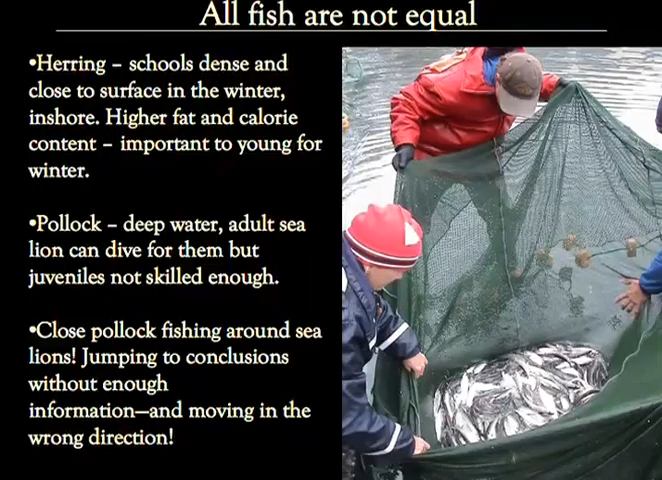 All fish are not equal
•Herring – schools dense and
close to surface in the winter,
inshore. Higher fat and calorie
content – important to young for
winter.
•Pollock – deep water, adult sea
lion can dive for them but
juveniles not skilled enough.
•Close pollock fishing around sea
lions! Jumping to conclusions
without enough
information—and moving in the
wrong direction!